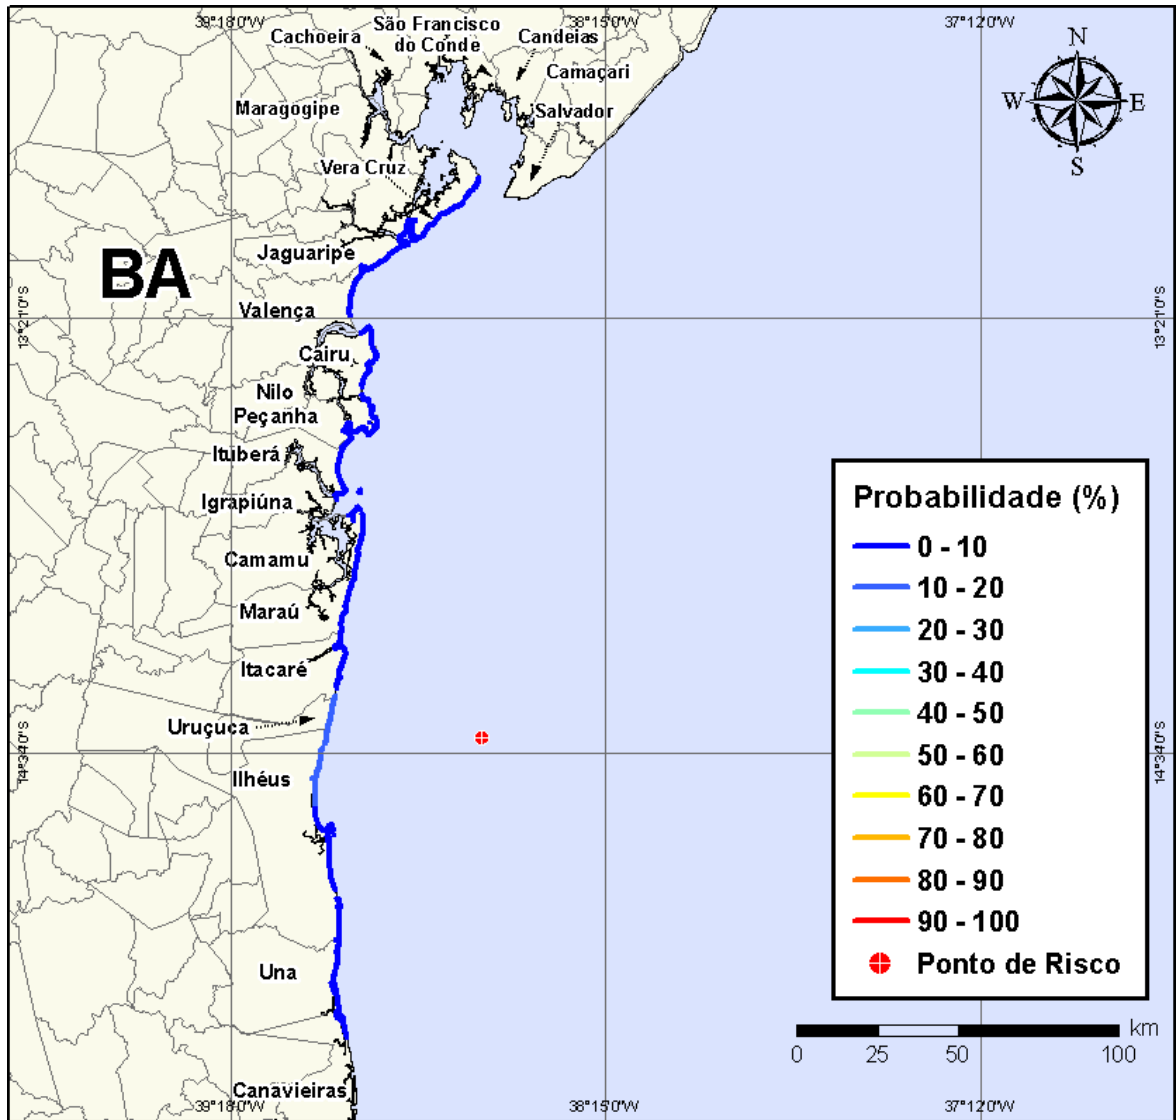 39°18'0"W
38°15'0"W
37°12'0"W
São Francisco
do Conde
Cachoeira
Candeias
Camaçari
Maragogipe
Salvador
Vera Cruz
N
W
E
S
Jaguaripe
BA
Valença
13°21'0"S
13°21'0"S
Cairu
Nilo
Peçanha
Ituberá
Igrapiúna
Camamu
Maraú
Itacaré
Uruçuca
14°34'0"S
14°34'0"S
Ilhéus
Una
Canavieiras
Probabilidade (%)
0 - 10
10 - 20
20 - 30
30 - 40
40 - 50
50 - 60
60 - 70
70 - 80
80 - 90
90 - 100
Ponto de Risco
km
0 25 50 100
39°18'0"W
38°15'0"W
37°12'0"W